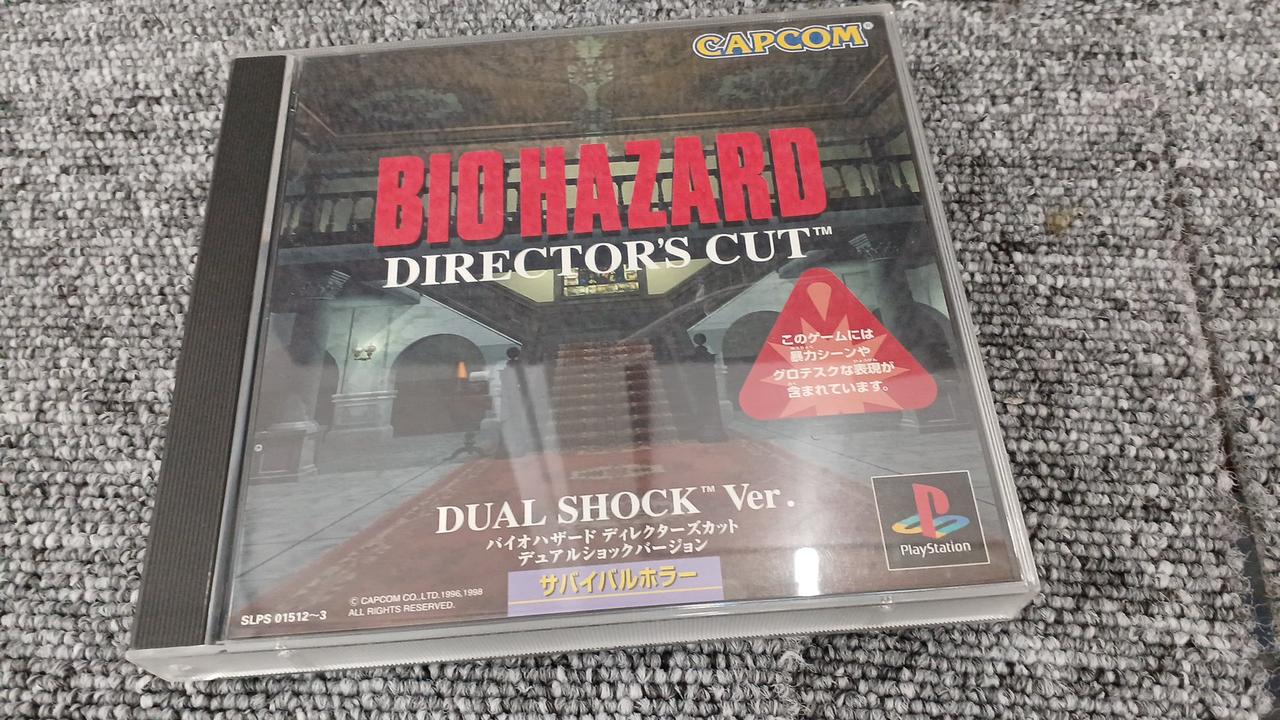 CAPCOM®
BIOHAZARD
DIRECTOR'S CUT™
このゲームには
暴力シーンや
グロテスクな表現が
含まれています。
DUAL SHOCK™ Ver.
バイオハザード ディレクターズカット
デュアルショックバージョン
サバイバルホラー
PlayStation
© CAPCOM CO.,LTD.1996,1998
ALL RIGHTS RESERVED.
SLPS 01512〜3